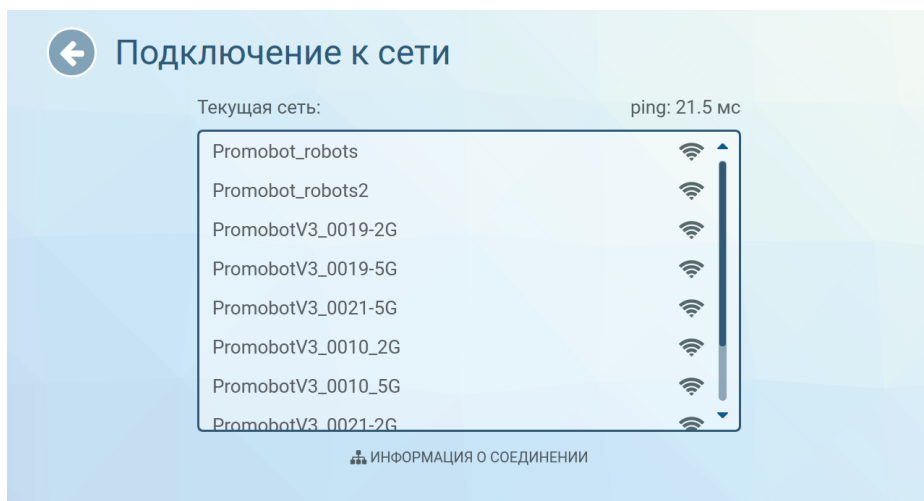 Подключение к сети
Текущая сеть: ping: 21.5 мс
Promobot_robots
Promobot_robots2
PromobotV3_0019-2G
PromobotV3_0019-5G
PromobotV3_0021-5G
PromobotV3_0010_2G
PromobotV3_0010_5G
PromobotV3_0021-2G
ИНФОРМАЦИЯ О СОЕДИНЕНИИ